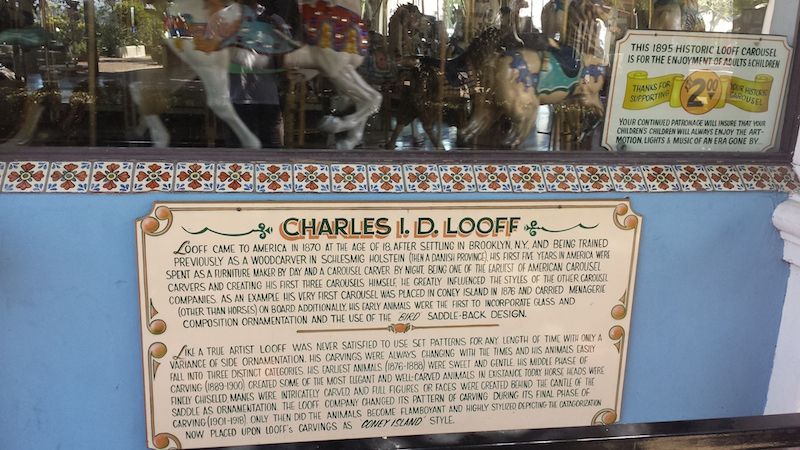 THIS 1895 HISTORIC LOOFF CAROUSEL
IS FOR THE ENJOYMENT OF ADULTS & CHILDREN
THANKS FOR SUPPORTING
$2.00
YOUR HISTORIC CAROUSEL
YOUR CONTINUED PATRONAGE WILL INSURE THAT YOUR
CHILDREN'S CHILDREN WILL ALWAYS ENJOY THE ART-
MOTION, LIGHTS & MUSIC OF AN ERA GONE BY...
CHARLES I. D. LOOFF
LOOFF CAME TO AMERICA IN 1870 AT THE AGE OF 18. AFTER SETTLING IN BROOKLYN, N.Y., AND BEING TRAINED
PREVIOUSLY AS A WOODCARVER IN SCHLESMIG HOLSTEIN (THEN A DANISH PROVINCE), HIS FIRST FIVE YEARS IN AMERICA WERE
SPENT AS A FURNITURE MAKER BY DAY AND A CAROUSEL CARVER BY NIGHT. BEING ONE OF THE EARLIEST OF AMERICAN CAROUSEL
CARVERS AND CREATING HIS FIRST THREE CAROUSELS HIMSELF, HE GREATLY INFLUENCED THE STYLES OF THE OTHER CAROUSEL
COMPANIES. AS AN EXAMPLE HIS VERY FIRST CAROUSEL WAS PLACED IN CONEY ISLAND IN 1876 AND CARRIED MENAGERIE
(OTHER THAN HORSES) ON BOARD. ADDITIONALLY, HIS EARLY ANIMALS WERE THE FIRST TO INCORPORATE GLASS AND
COMPOSITION ORNAMENTATION AND THE USE OF THE BIRD SADDLE-BACK DESIGN.
LIKE A TRUE ARTIST LOOFF WAS NEVER SATISFIED TO USE SET PATTERNS FOR ANY LENGTH OF TIME WITH ONLY A
VARIANCE OF SIDE ORNAMENTATION. HIS CARVINGS WERE ALWAYS CHANGING WITH THE TIMES AND HIS ANIMALS EASILY
FALL INTO THREE DISTINCT CATEGORIES. HIS EARLIEST ANIMALS (1876-1888) WERE SWEET AND GENTLE. HIS MIDDLE PHASE OF
CARVING (1889-1900) CREATED SOME OF THE MOST ELEGANT AND WELL-CARVED ANIMALS IN EXISTANCE TODAY. HORSE HEADS WERE
FINELY CHISELED, MANES WERE INTRICATELY CARVED, AND FULL FIGURES OR FACES WERE CREATED BEHIND THE CANTLE OF THE
SADDLE AS ORNAMENTATION. THE LOOFF COMPANY CHANGED ITS PATTERN OF CARVING DURING ITS FINAL PHASE OF
CARVING (1901-1918). ONLY THEN DID THE ANIMALS BECOME FLAMBOYANT AND HIGHLY STYLIZED, DEPICTING THE CATAGORIZATION
NOW PLACED UPON LOOFF'S CARVINGS AS "CONEY ISLAND" STYLE.